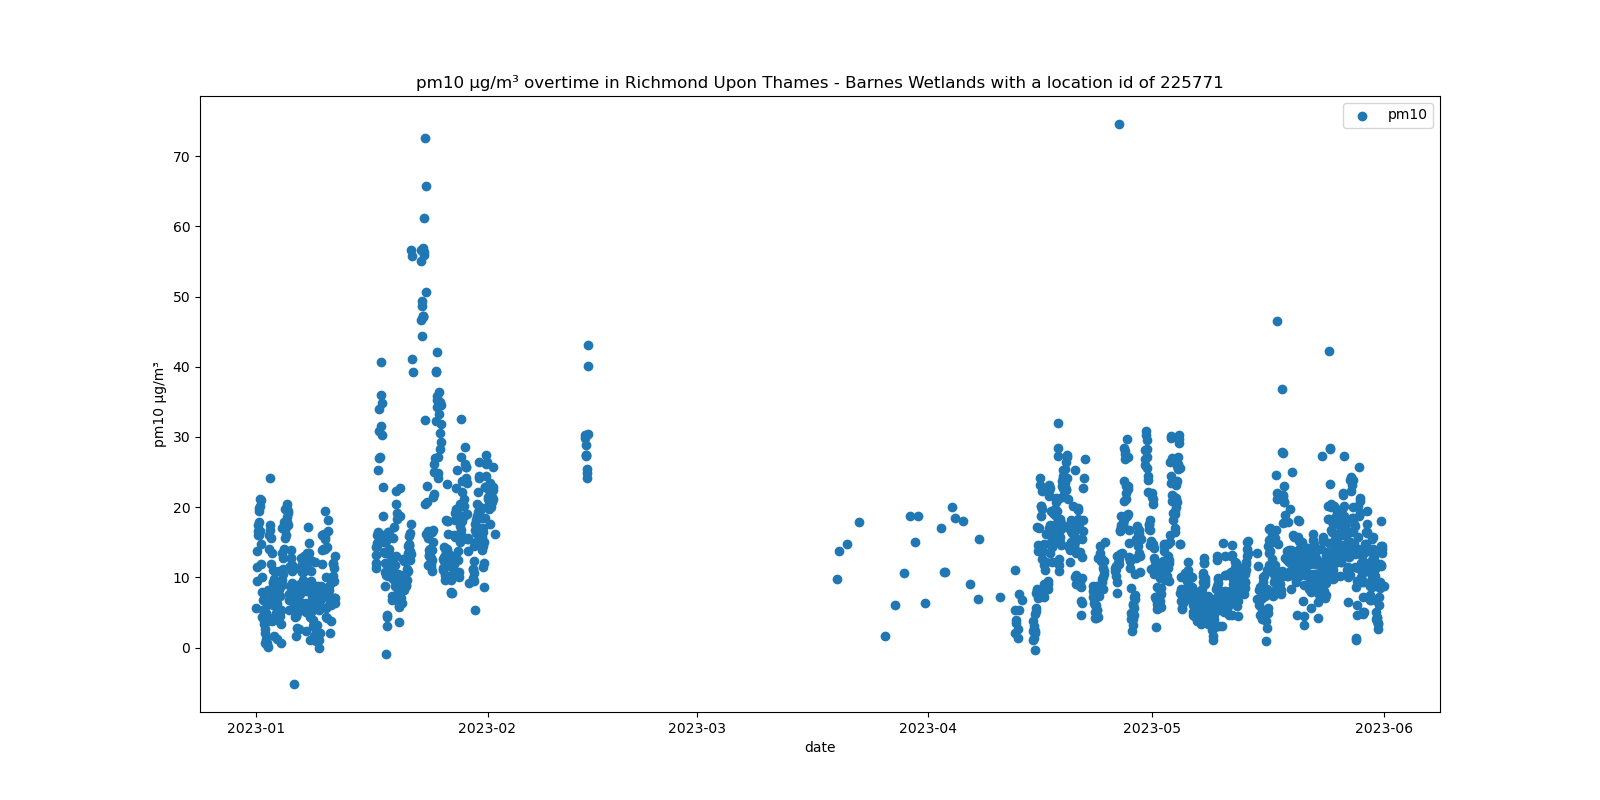 pm10 µg/m³ overtime in Richmond Upon Thames - Barnes Wetlands with a location id of 225771
pm10
70
60
50
40
30
20
10
0
pm10 µg/m³
2023-01 2023-02 2023-03 2023-04 2023-05 2023-06
date